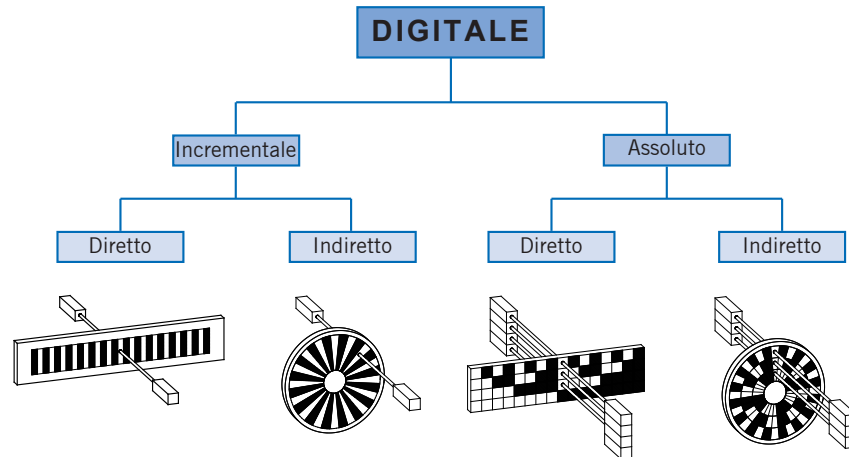 DIGITALE
Incrementale
Assoluto
Diretto
Indiretto
Diretto
Indiretto